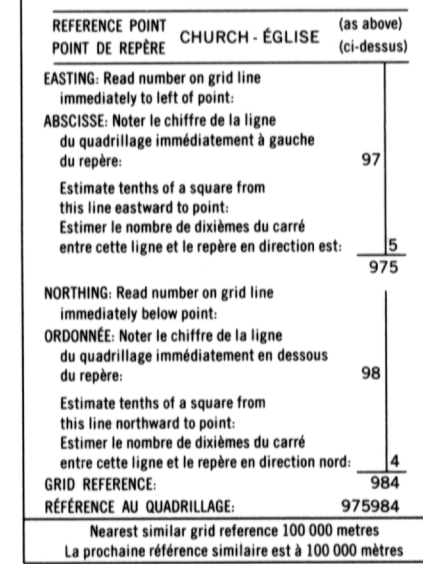 REFERENCE POINT CHURCH - ÉGLISE (as above)
POINT DE REPÈRE (ci-dessus)
EASTING: Read number on grid line
immediately to left of point:
ABSCISSE: Noter le chiffre de la ligne
du quadrillage immédiatement à gauche
du repère: 97
Estimate tenths of a square from
this line eastward to point:
Estimer le nombre de dixièmes du carré
entre cette ligne et le repère en direction est: 5
975
NORTHING: Read number on grid line
immediately below point:
ORDONNÉE: Noter le chiffre de la ligne
du quadrillage immédiatement en dessous
du repère: 98
Estimate tenths of a square from
this line northward to point:
Estimer le nombre de dixièmes du carré
entre cette ligne et le repère en direction nord: 4
GRID REFERENCE: 984
RÉFÉRENCE AU QUADRILLAGE: 975984
Nearest similar grid reference 100 000 metres
La prochaine référence similaire est à 100 000 mètres